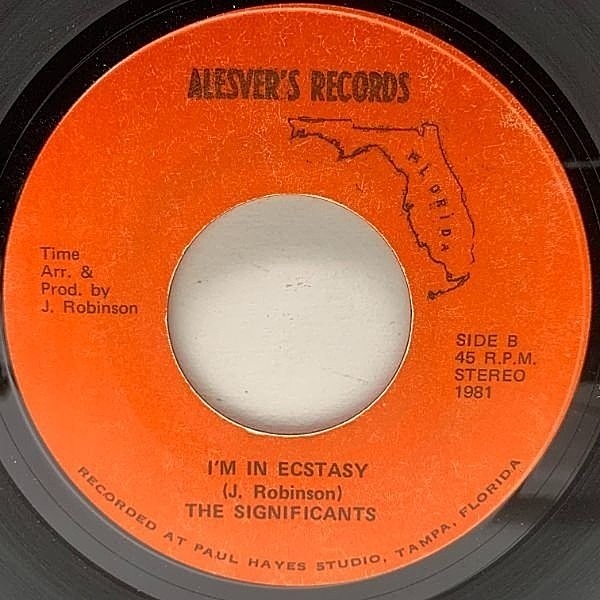 ALESVER'S RECORDS
FLORIDA
Time
Arr. &
Prod. by
J. Robinson
SIDE B
45 R.P.M.
STEREO
1981
I'M IN ECSTASY
(J. Robinson)
THE SIGNIFICANTS
RECORDED AT PAUL HAYES STUDIO, TAMPA, FLORIDA